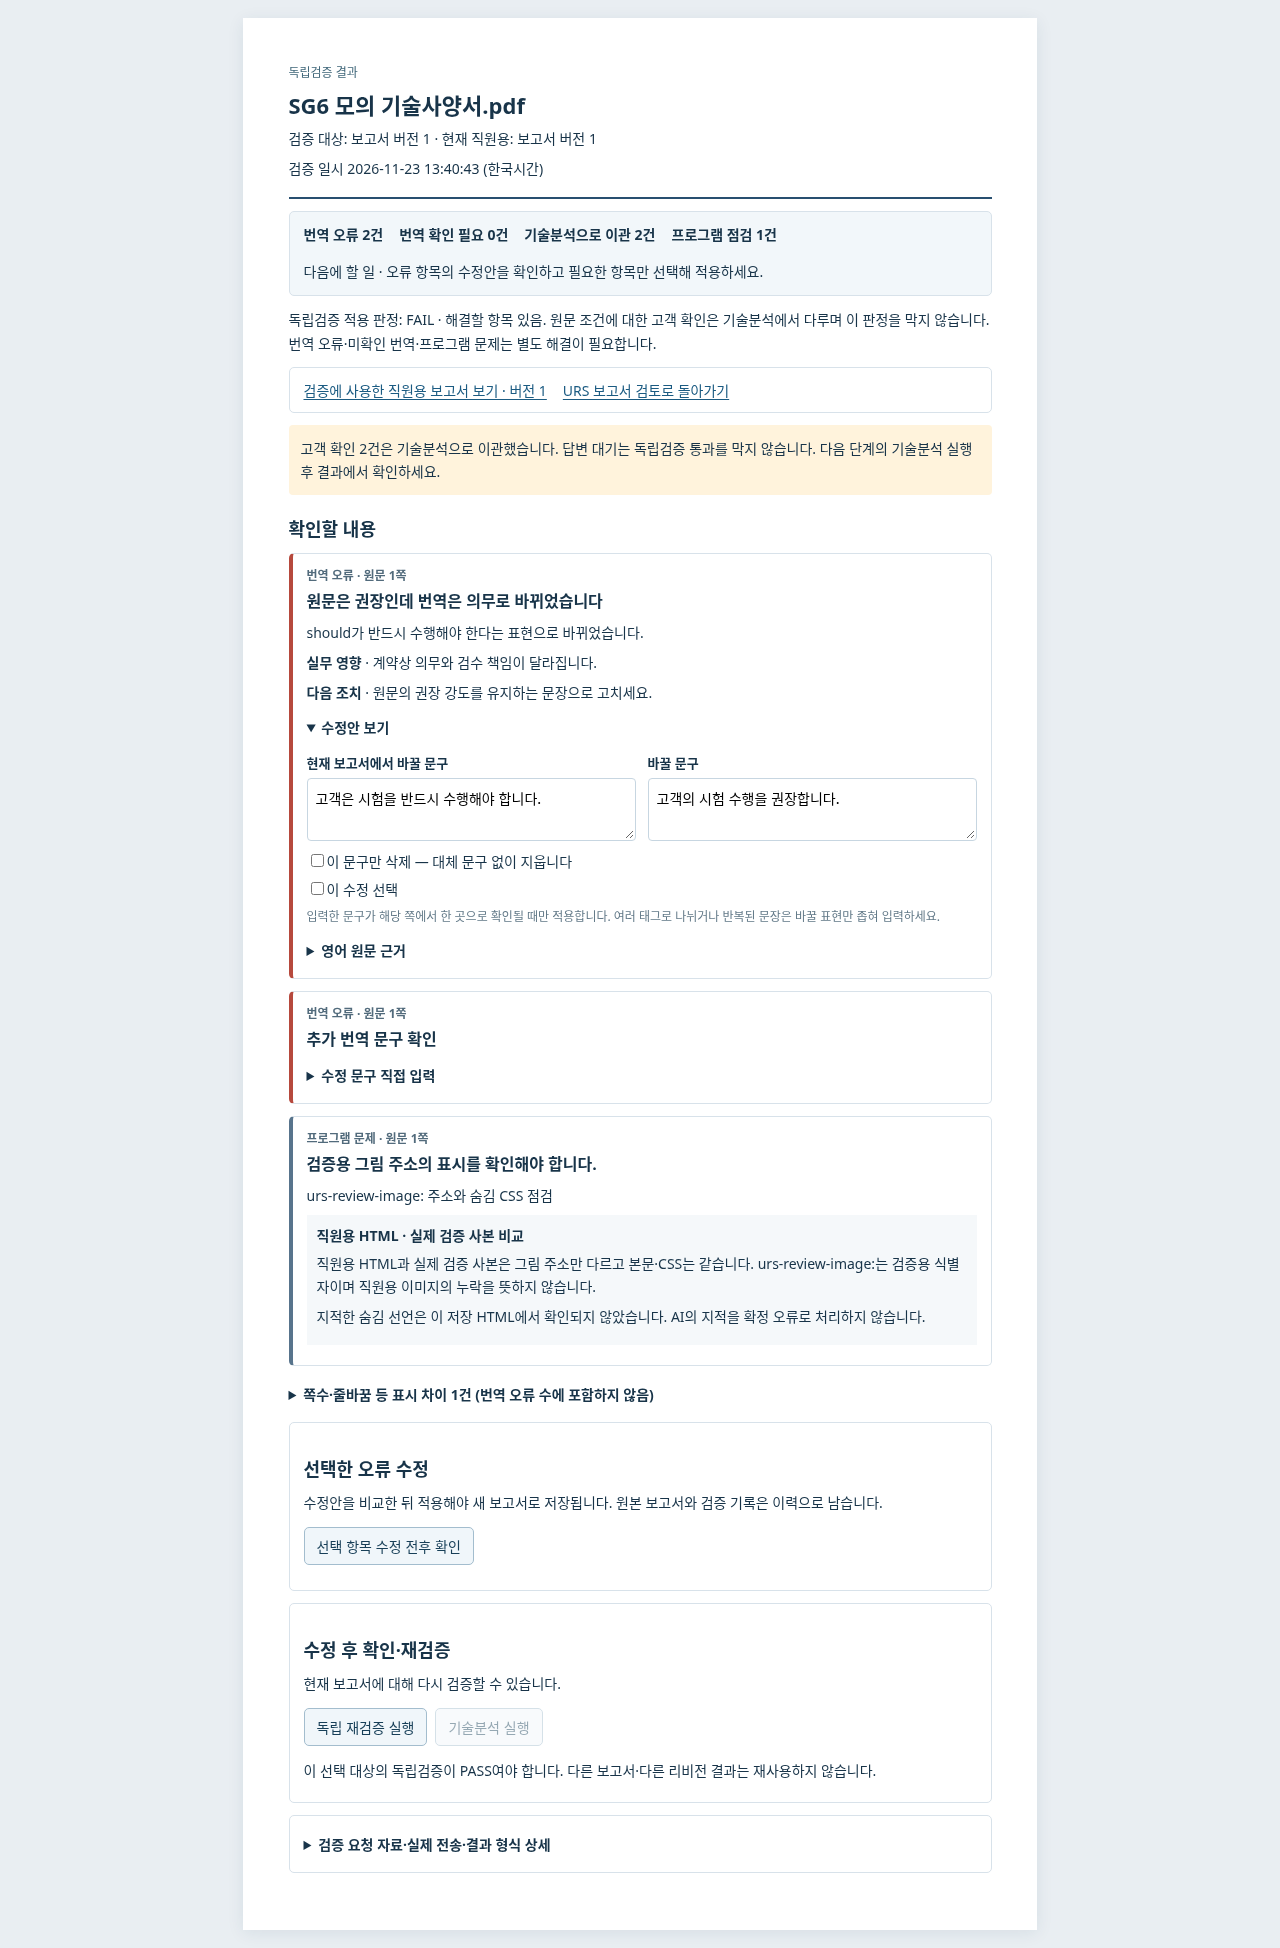 독립검증 결과
SG6 모의 기술사양서.pdf
검증 대상: 보고서 버전 1 · 현재 직원용: 보고서 버전 1
검증 일시 2026-11-23 13:40:43 (한국시간)
번역 오류 2건 번역 확인 필요 0건 기술분석으로 이관 2건 프로그램 점검 1건
다음에 할 일 · 오류 항목의 수정안을 확인하고 필요한 항목만 선택해 적용하세요.
독립검증 적용 판정: FAIL · 해결할 항목 있음. 원문 조건에 대한 고객 확인은 기술분석에서 다루며 이 판정을 막지 않습니다.
번역 오류·미확인 번역·프로그램 문제는 별도 해결이 필요합니다.
검증에 사용한 직원용 보고서 보기 · 버전 1 URS 보고서 검토로 돌아가기
고객 확인 2건은 기술분석으로 이관했습니다. 답변 대기는 독립검증 통과를 막지 않습니다. 다음 단계의 기술분석 실행
후 결과에서 확인하세요.
확인할 내용
번역 오류 · 원문 1쪽
원문은 권장인데 번역은 의무로 바뀌었습니다
should가 반드시 수행해야 한다는 표현으로 바뀌었습니다.
실무 영향 · 계약상 의무와 검수 책임이 달라집니다.
다음 조치 · 원문의 권장 강도를 유지하는 문장으로 고치세요.
▼ 수정안 보기
현재 보고서에서 바꿀 문구 바꿀 문구
고객은 시험을 반드시 수행해야 합니다. 고객의 시험 수행을 권장합니다.
이 문구만 삭제 — 대체 문구 없이 지웁니다
이 수정 선택
입력한 문구가 해당 쪽에서 한 곳으로 확인될 때만 적용합니다. 여러 태그로 나뉘거나 반복된 문장은 바꿀 표현만 좁혀 입력하세요.
▶ 영어 원문 근거
번역 오류 · 원문 1쪽
추가 번역 문구 확인
▶ 수정 문구 직접 입력
프로그램 문제 · 원문 1쪽
검증용 그림 주소의 표시를 확인해야 합니다.
urs-review-image: 주소와 숨김 CSS 점검
직원용 HTML · 실제 검증 사본 비교
직원용 HTML과 실제 검증 사본은 그림 주소만 다르고 본문·CSS는 같습니다. urs-review-image:는 검증용 식별
자이며 직원용 이미지의 누락을 뜻하지 않습니다.
지적한 숨김 선언은 이 저장 HTML에서 확인되지 않았습니다. AI의 지적을 확정 오류로 처리하지 않습니다.
▶ 쪽수·줄바꿈 등 표시 차이 1건 (번역 오류 수에 포함하지 않음)
선택한 오류 수정
수정안을 비교한 뒤 적용해야 새 보고서로 저장됩니다. 원본 보고서와 검증 기록은 이력으로 남습니다.
선택 항목 수정 전후 확인
수정 후 확인·재검증
현재 보고서에 대해 다시 검증할 수 있습니다.
독립 재검증 실행 기술분석 실행
이 선택 대상의 독립검증이 PASS여야 합니다. 다른 보고서·다른 리비전 결과는 재사용하지 않습니다.
▶ 검증 요청 자료·실제 전송·결과 형식 상세